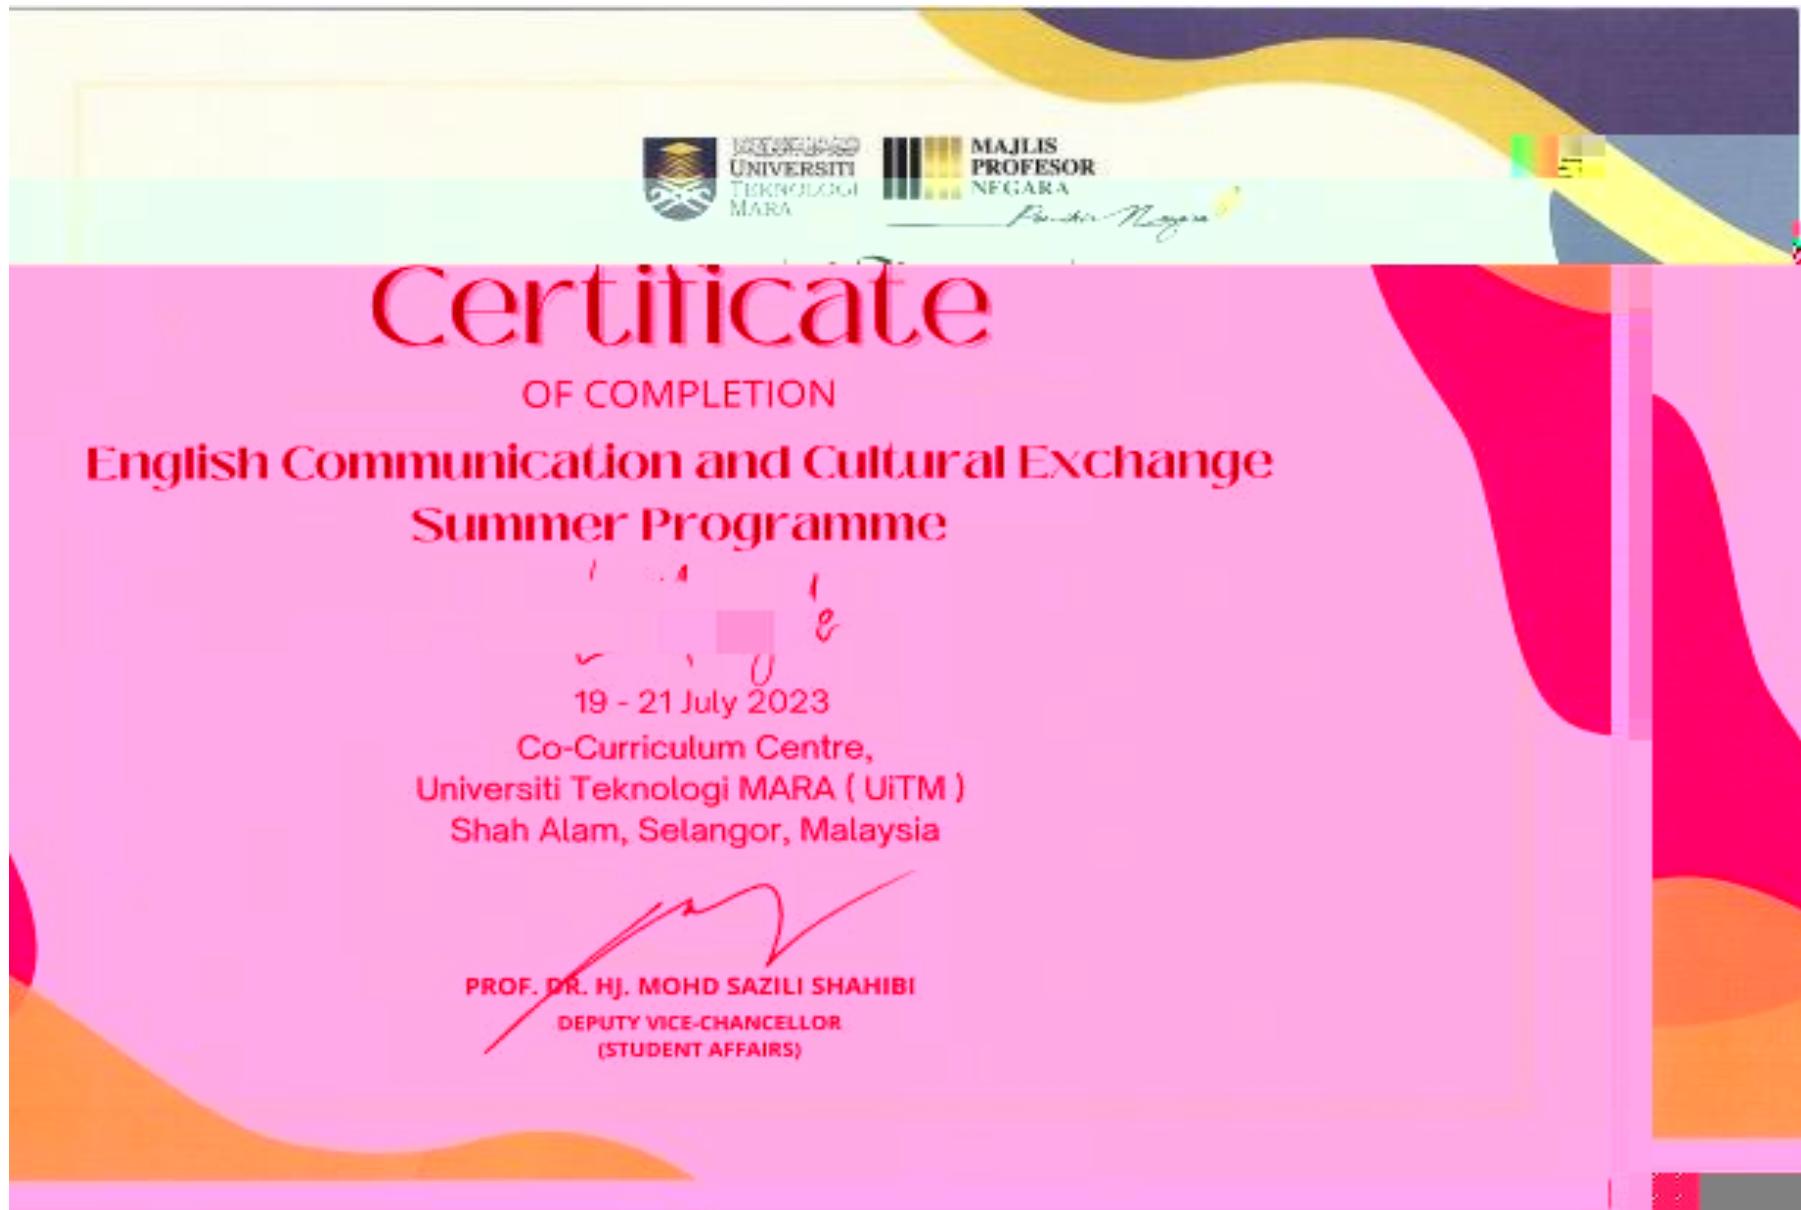 UNIVERSITI
TEKNOLOGI
MARA
MAJLIS
PROFESOR
NEGARA
Certificate
OF COMPLETION
English Communication and Cultural Exchange
Summer Programme
19 - 21 July 2023
Co-Curriculum Centre,
Universiti Teknologi MARA ( UiTM )
Shah Alam, Selangor, Malaysia
PROF. DR. HJ. MOHD SAZILI SHAHIBI
DEPUTY VICE-CHANCELLOR
(STUDENT AFFAIRS)